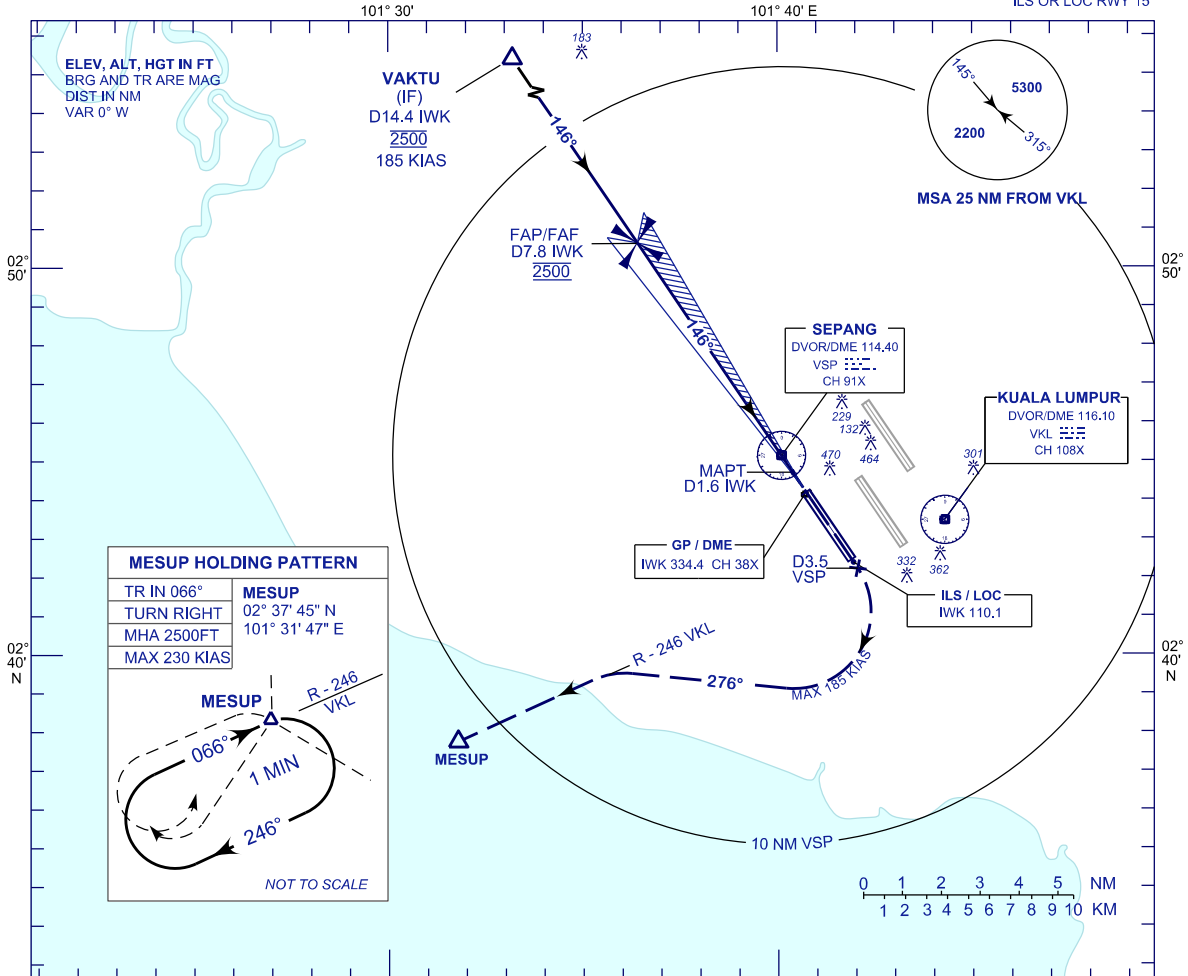 ILS OR LOC RWY 15
101° 30'
101° 40' E
ELEV, ALT, HGT IN FT
BRG AND TR ARE MAG
DIST IN NM
VAR 0° W
183
VAKTU
(IF)
D14.4 IWK
2500
185 KIAS
146°
145°
5300
2200
315°
MSA 25 NM FROM VKL
FAP/FAF
D7.8 IWK
2500
02°
50'
02°
50'
146°
SEPANG
DVOR/DME 114.40
VSP
CH 91X
KUALA LUMPUR
DVOR/DME 116.10
VKL
CH 108X
229
132
464
470
301
MAPT
D1.6 IWK
GP / DME
IWK 334.4 CH 38X
D3.5
VSP
332
362
ILS / LOC
IWK 110.1
MESUP HOLDING PATTERN
TR IN 066°
TURN RIGHT
MHA 2500FT
MAX 230 KIAS
MESUP
02° 37' 45" N
101° 31' 47" E
02°
40'
N
02°
40'
N
R - 246 VKL
276°
MAX 185 KIAS
MESUP
MESUP
R - 246
VKL
066°
1 MIN
246°
NOT TO SCALE
10 NM VSP
0 1 2 3 4 5 NM
1 2 3 4 5 6 7 8 9 10 KM